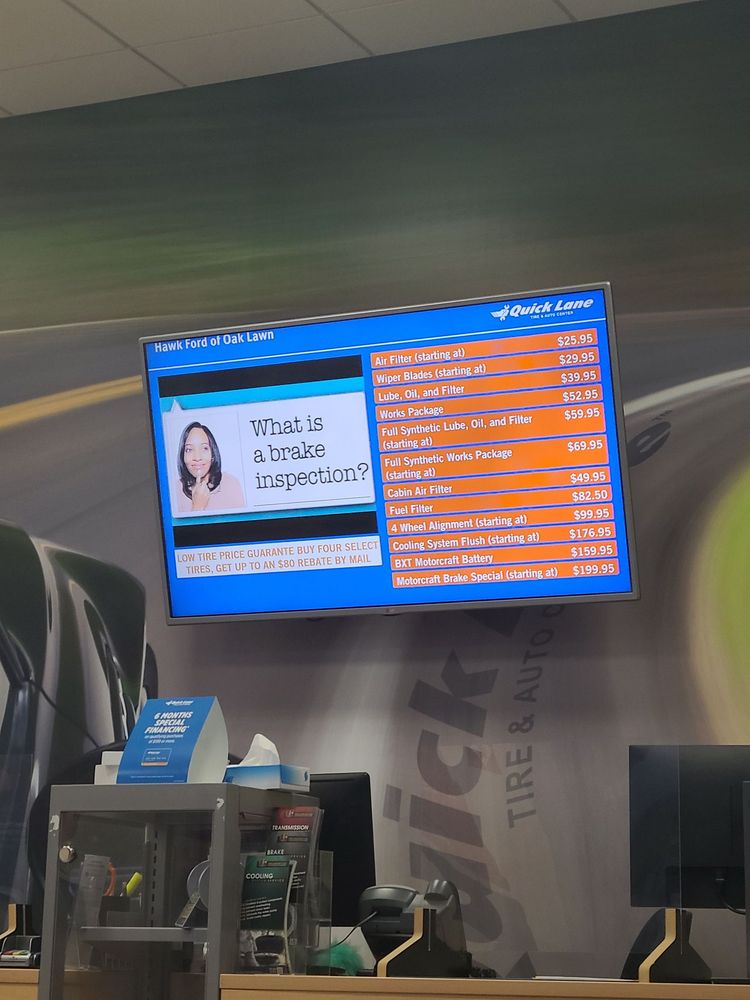 Hawk Ford of Oak Lawn
Quick Lane
TIRE & AUTO CENTER
What is
a brake
inspection?
LOW TIRE PRICE GUARANTE BUY FOUR SELECT
TIRES, GET UP TO AN $80 REBATE BY MAIL
Air Filter (starting at) $25.95
Wiper Blades (starting at) $29.95
Lube, Oil, and Filter $39.95
Works Package $52.95
Full Synthetic Lube, Oil, and Filter $59.95
(starting at)
Full Synthetic Works Package $69.95
(starting at)
Cabin Air Filter $49.95
Fuel Filter $82.50
4 Wheel Alignment (starting at) $99.95
Cooling System Flush (starting at) $176.95
BXT Motorcraft Battery $159.95
Motorcraft Brake Special (starting at) $199.95
uick
TIRE & AUTO C
Quick Lane
6 MONTHS
SPECIAL
FINANCING
TRANSMISSION
BRAKE
COOLING